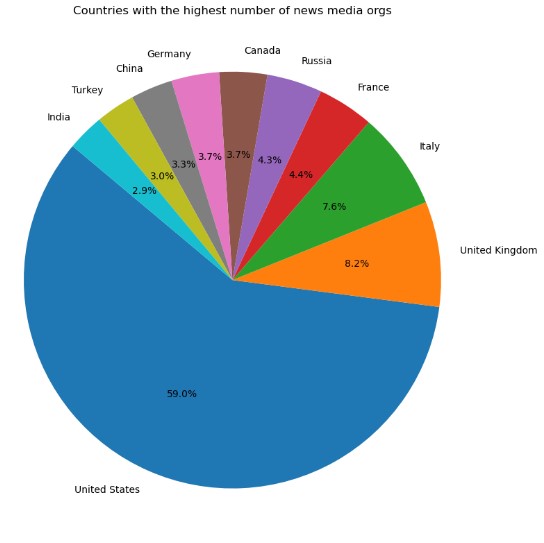 Countries with the highest number of news media orgs
Canada
Germany
Russia
China
France
Turkey
India
Italy
3.7%
3.7%
4.3%
3.3%
4.4%
3.0%
2.9%
7.6%
United Kingdom
8.2%
59.0%
United States